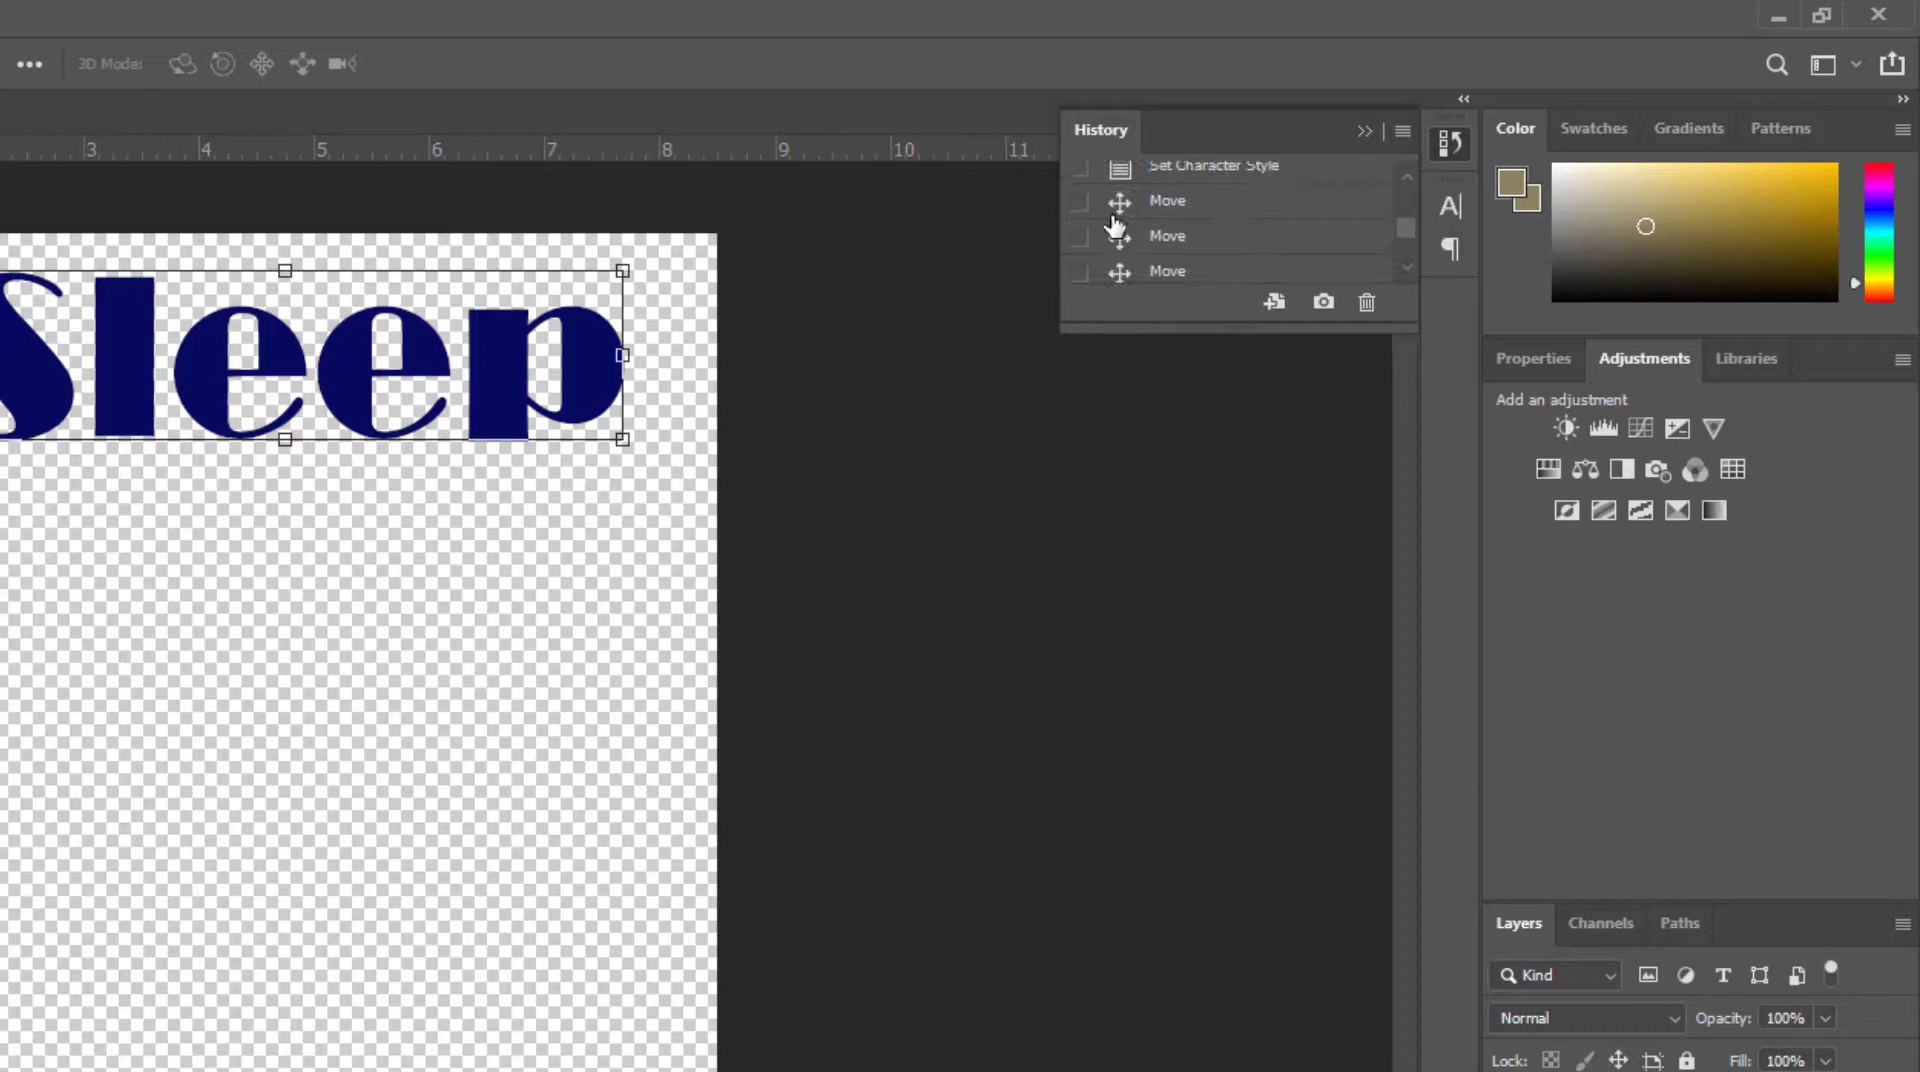 3D Mode:
3 4 5 6 7 8 9 10 11
Sleep
History
Set Character Style
Move
Move
Move
A|
Color Swatches Gradients Patterns
Properties Adjustments Libraries
Add an adjustment
Layers Channels Paths
Kind
Normal Opacity: 100%
Lock: Fill: 100%